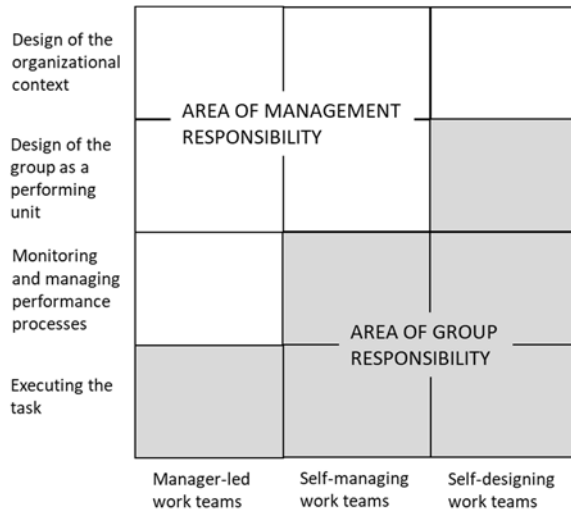 Design of the
organizational
context
AREA OF MANAGEMENT
RESPONSIBILITY
Design of the
group as a
performing
unit
Monitoring
and managing
performance
processes
AREA OF GROUP
RESPONSIBILITY
Executing the
task
Manager-led
work teams
Self-managing
work teams
Self-designing
work teams